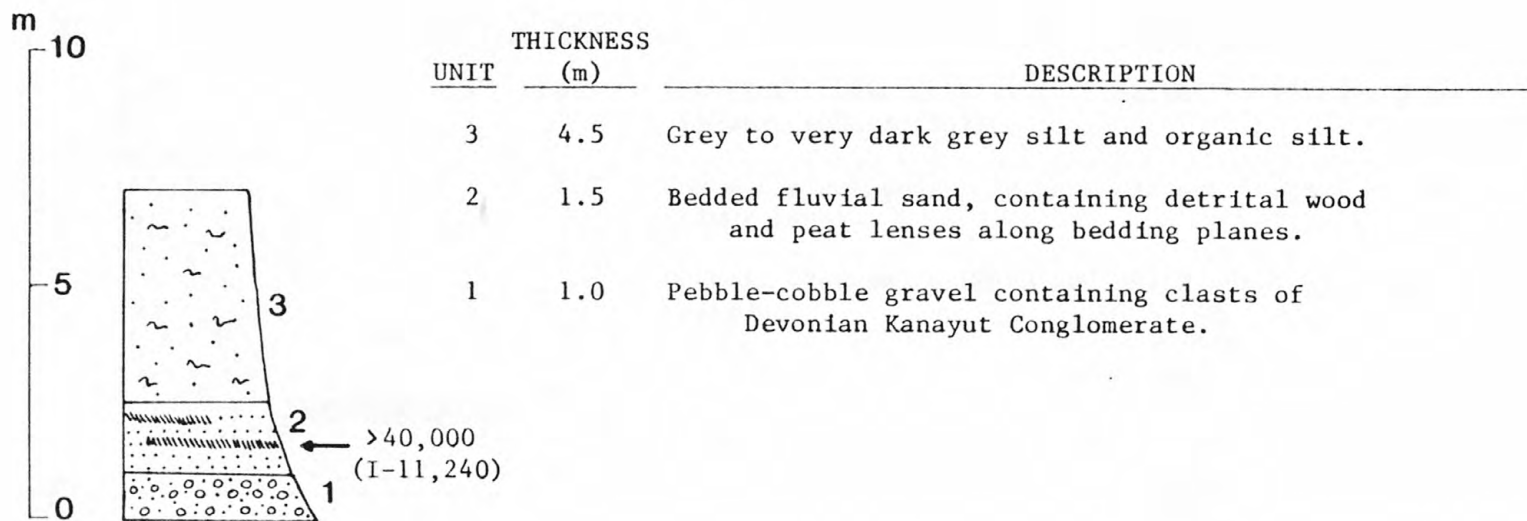 m
10
5
0
THICKNESS
UNIT (m) DESCRIPTION
3 4.5 Grey to very dark grey silt and organic silt.
2 1.5 Bedded fluvial sand, containing detrital wood
and peat lenses along bedding planes.
1 1.0 Pebble-cobble gravel containing clasts of
Devonian Kanayut Conglomerate.
3
2
>40,000
(I-11,240)
1